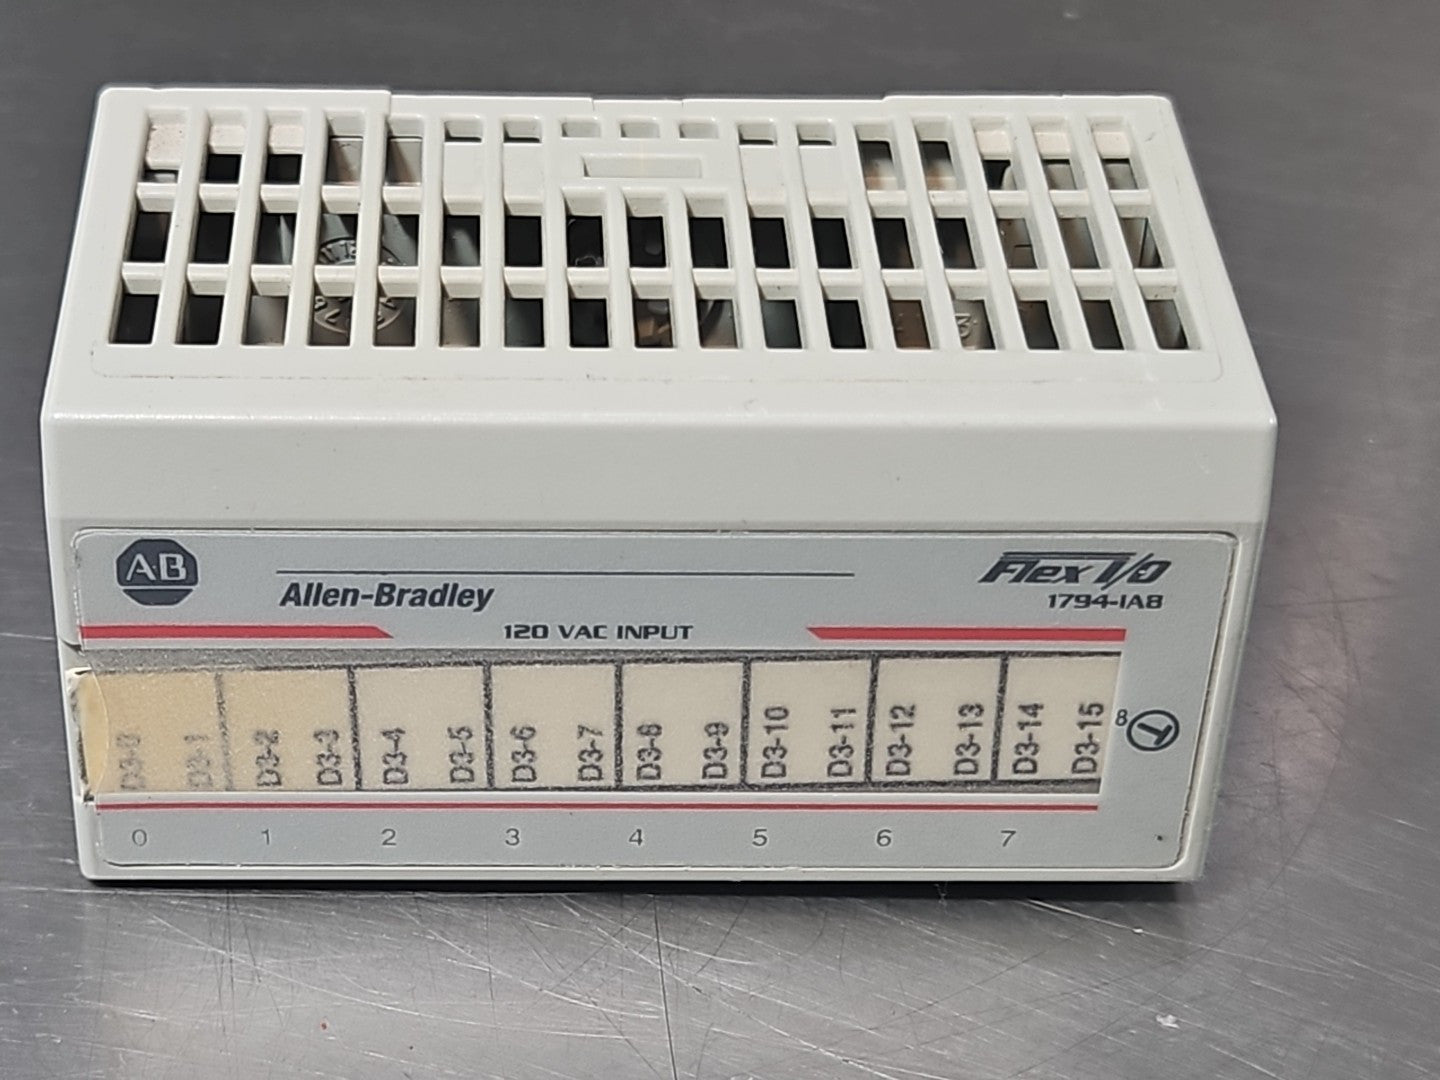 AB
Allen-Bradley
Flex I/O
1794-IA8
120 VAC INPUT
D3-0 D3-1 D3-2 D3-3 D3-4 D3-5 D3-6 D3-7 D3-8 D3-9 D3-10 D3-11 D3-12 D3-13 D3-14 D3-15
8
0 1 2 3 4 5 6 7